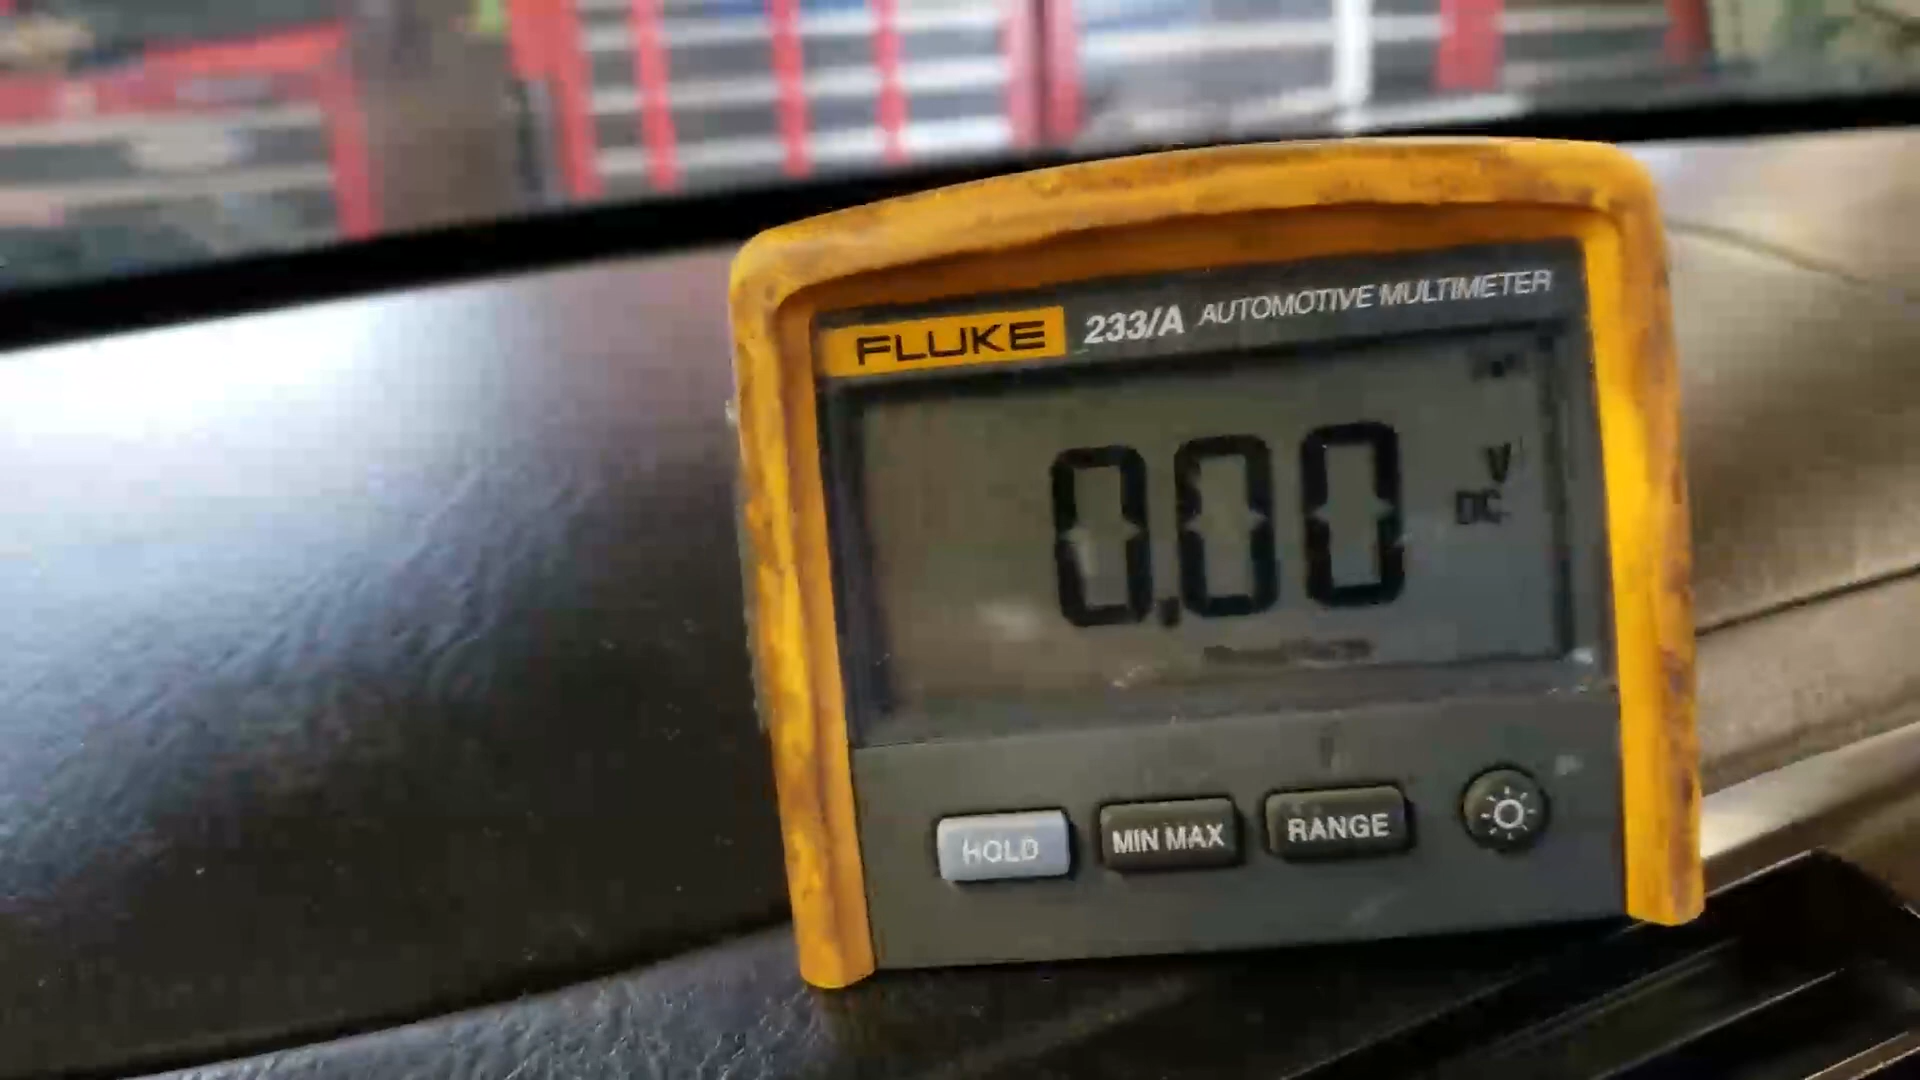 FLUKE 233/A AUTOMOTIVE MULTIMETER
0.00 V
DC
HOLD MIN MAX RANGE